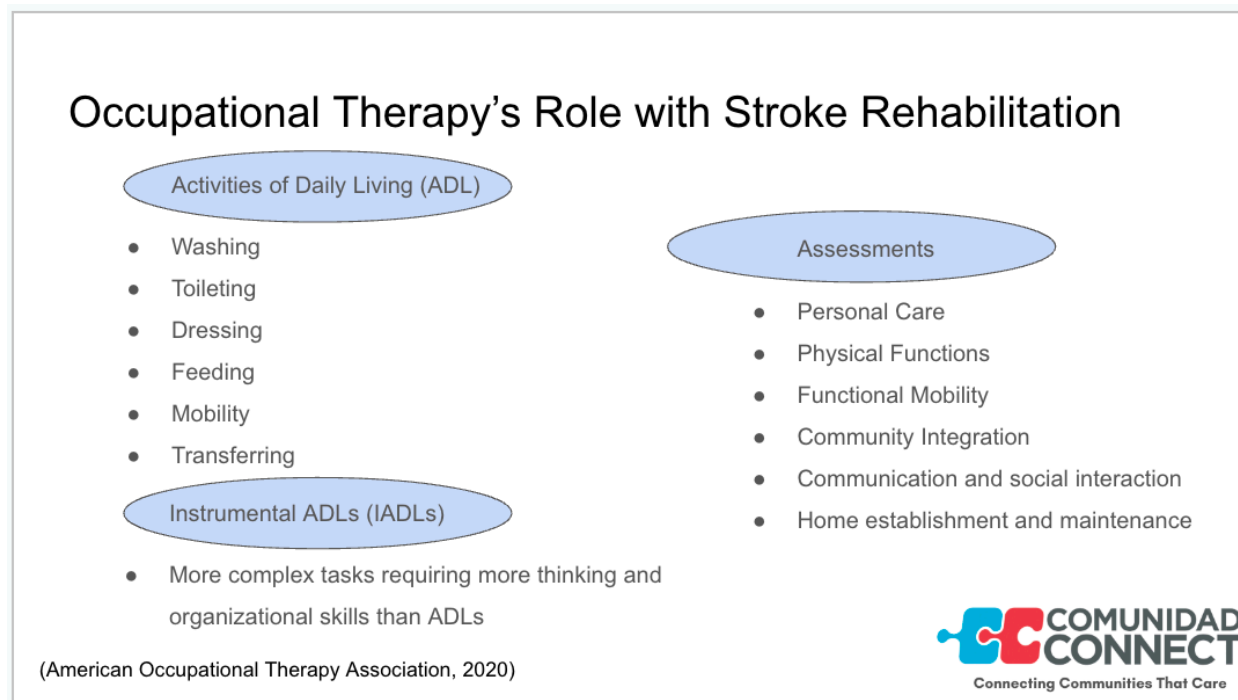 Occupational Therapy's Role with Stroke Rehabilitation
Activities of Daily Living (ADL)
● Washing
● Toileting
● Dressing
● Feeding
● Mobility
● Transferring
Instrumental ADLs (IADLs)
● More complex tasks requiring more thinking and
organizational skills than ADLs
Assessments
● Personal Care
● Physical Functions
● Functional Mobility
● Community Integration
● Communication and social interaction
● Home establishment and maintenance
(American Occupational Therapy Association, 2020)
COMUNIDAD
CONNECT
Connecting Communities That Care